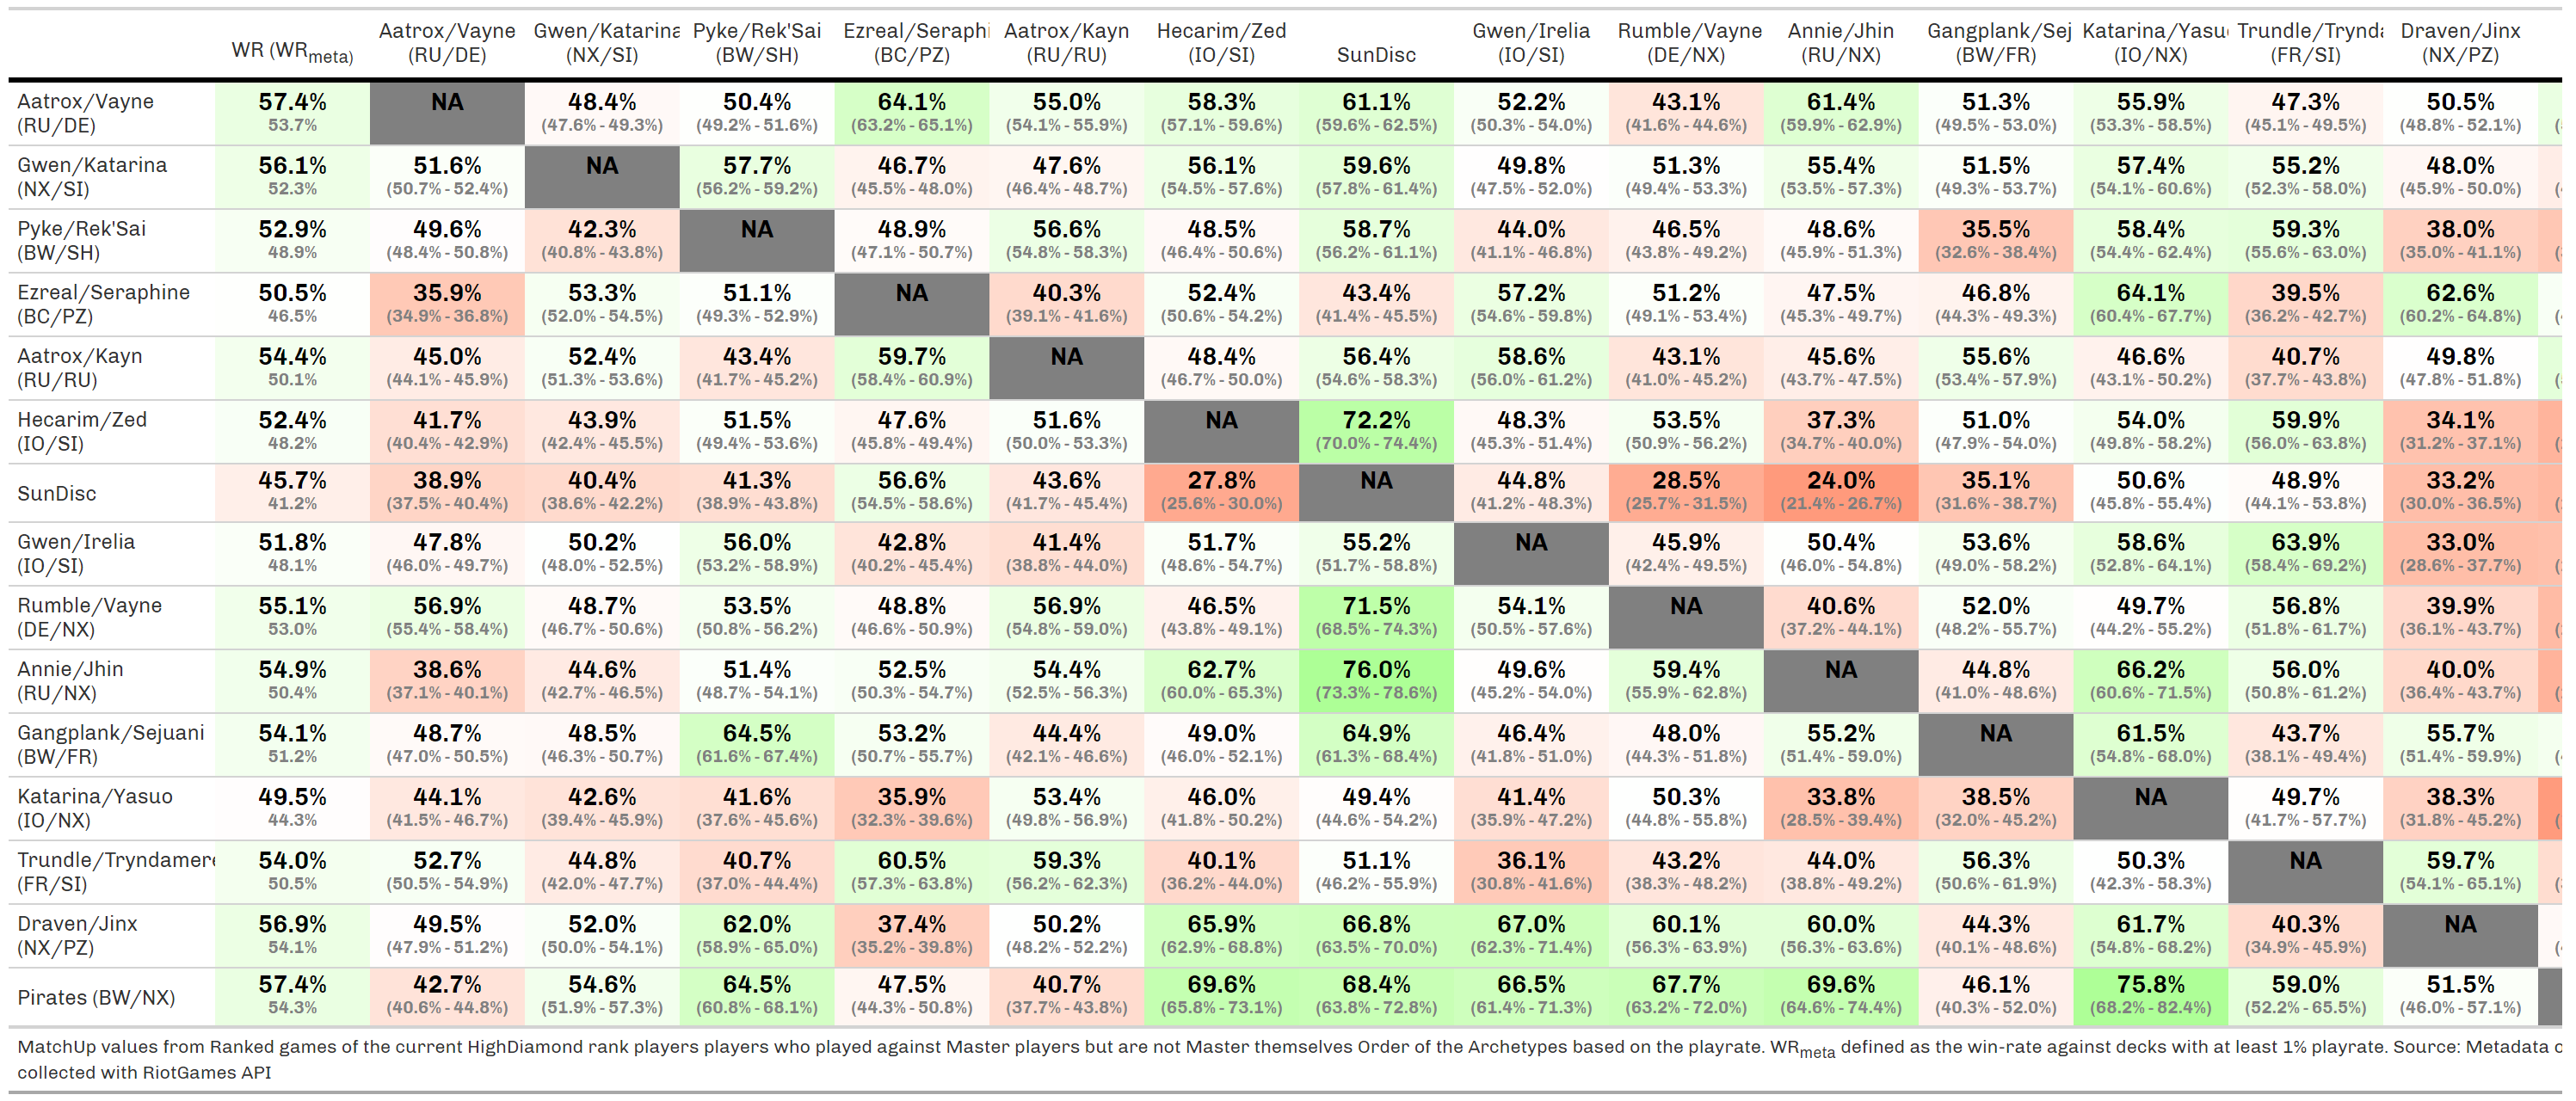 WR (WRmeta) Aatrox/Vayne (RU/DE) Gwen/Katarina (NX/SI) Pyke/Rek'Sai (BW/SH) Ezreal/Seraphi (BC/PZ) Aatrox/Kayn (RU/RU) Hecarim/Zed (IO/SI) SunDisc Gwen/Irelia (IO/SI) Rumble/Vayne (DE/NX) Annie/Jhin (RU/NX) Gangplank/Sej (BW/FR) Katarina/Yasu (IO/NX) Trundle/Trynda (FR/SI) Draven/Jinx (NX/PZ)
Aatrox/Vayne 57.4% NA 48.4% 50.4% 64.1% 55.0% 58.3% 61.1% 52.2% 43.1% 61.4% 51.3% 55.9% 47.3% 50.5%
(RU/DE) 53.7% (47.6% - 49.3%) (49.2% - 51.6%) (63.2% - 65.1%) (54.1% - 55.9%) (57.1% - 59.6%) (59.6% - 62.5%) (50.3% - 54.0%) (41.6% - 44.6%) (59.9% - 62.9%) (49.5% - 53.0%) (53.3% - 58.5%) (45.1% - 49.5%) (48.8% - 52.1%)
Gwen/Katarina 56.1% 51.6% NA 57.7% 46.7% 47.6% 56.1% 59.6% 49.8% 51.3% 55.4% 51.5% 57.4% 55.2% 48.0%
(NX/SI) 52.3% (50.7% - 52.4%) (56.2% - 59.2%) (45.5% - 48.0%) (46.4% - 48.7%) (54.5% - 57.6%) (57.8% - 61.4%) (47.5% - 52.0%) (49.4% - 53.3%) (53.5% - 57.3%) (49.3% - 53.7%) (54.1% - 60.6%) (52.3% - 58.0%) (45.9% - 50.0%)
Pyke/Rek'Sai 52.9% 49.6% 42.3% NA 48.9% 56.6% 48.5% 58.7% 44.0% 46.5% 48.6% 35.5% 58.4% 59.3% 38.0%
(BW/SH) 48.9% (48.4% - 50.8%) (40.8% - 43.8%) (47.1% - 50.7%) (54.8% - 58.3%) (46.4% - 50.6%) (56.2% - 61.1%) (41.1% - 46.8%) (43.8% - 49.2%) (45.9% - 51.3%) (32.6% - 38.4%) (54.4% - 62.4%) (55.6% - 63.0%) (35.0% - 41.1%)
Ezreal/Seraphine 50.5% 35.9% 53.3% 51.1% NA 40.3% 52.4% 43.4% 57.2% 51.2% 47.5% 46.8% 64.1% 39.5% 62.6%
(BC/PZ) 46.5% (34.9% - 36.8%) (52.0% - 54.5%) (49.3% - 52.9%) (39.1% - 41.6%) (50.6% - 54.2%) (41.4% - 45.5%) (54.6% - 59.8%) (49.1% - 53.4%) (45.3% - 49.7%) (44.3% - 49.3%) (60.4% - 67.7%) (36.2% - 42.7%) (60.2% - 64.8%)
Aatrox/Kayn 54.4% 45.0% 52.4% 43.4% 59.7% NA 48.4% 56.4% 58.6% 43.1% 45.6% 55.6% 46.6% 40.7% 49.8%
(RU/RU) 50.1% (44.1% - 45.9%) (51.3% - 53.6%) (41.7% - 45.2%) (58.4% - 60.9%) (46.7% - 50.0%) (54.6% - 58.3%) (56.0% - 61.2%) (41.0% - 45.2%) (43.7% - 47.5%) (53.4% - 57.9%) (43.1% - 50.2%) (37.7% - 43.8%) (47.8% - 51.8%)
Hecarim/Zed 52.4% 41.7% 43.9% 51.5% 47.6% 51.6% NA 72.2% 48.3% 53.5% 37.3% 51.0% 54.0% 59.9% 34.1%
(IO/SI) 48.2% (40.4% - 42.9%) (42.4% - 45.5%) (49.4% - 53.6%) (45.8% - 49.4%) (50.0% - 53.3%) (70.0% - 74.4%) (45.3% - 51.4%) (50.9% - 56.2%) (34.7% - 40.0%) (47.9% - 54.0%) (49.8% - 58.2%) (56.0% - 63.8%) (31.2% - 37.1%)
SunDisc 45.7% 38.9% 40.4% 41.3% 56.6% 43.6% 27.8% NA 44.8% 28.5% 24.0% 35.1% 50.6% 48.9% 33.2%
41.2% (37.5% - 40.4%) (38.6% - 42.2%) (38.9% - 43.8%) (54.5% - 58.6%) (41.7% - 45.4%) (25.6% - 30.0%) (41.2% - 48.3%) (25.7% - 31.5%) (21.4% - 26.7%) (31.6% - 38.7%) (45.8% - 55.4%) (44.1% - 53.8%) (30.0% - 36.5%)
Gwen/Irelia 51.8% 47.8% 50.2% 56.0% 42.8% 41.4% 51.7% 55.2% NA 45.9% 50.4% 53.6% 58.6% 63.9% 33.0%
(IO/SI) 48.1% (46.0% - 49.7%) (48.0% - 52.5%) (53.2% - 58.9%) (40.2% - 45.4%) (38.8% - 44.0%) (48.6% - 54.7%) (51.7% - 58.8%) (42.4% - 49.5%) (46.0% - 54.8%) (49.0% - 58.2%) (52.8% - 64.1%) (58.4% - 69.2%) (28.6% - 37.7%)
Rumble/Vayne 55.1% 56.9% 48.7% 53.5% 48.8% 56.9% 46.5% 71.5% 54.1% NA 40.6% 52.0% 49.7% 56.8% 39.9%
(DE/NX) 53.0% (55.4% - 58.4%) (46.7% - 50.6%) (50.8% - 56.2%) (46.6% - 50.9%) (54.8% - 59.0%) (43.8% - 49.1%) (68.5% - 74.3%) (50.5% - 57.6%) (37.2% - 44.1%) (48.2% - 55.7%) (44.2% - 55.2%) (51.8% - 61.7%) (36.1% - 43.7%)
Annie/Jhin 54.9% 38.6% 44.6% 51.4% 52.5% 54.4% 62.7% 76.0% 49.6% 59.4% NA 44.8% 66.2% 56.0% 40.0%
(RU/NX) 50.4% (37.1% - 40.1%) (42.7% - 46.5%) (48.7% - 54.1%) (50.3% - 54.7%) (52.5% - 56.3%) (60.0% - 65.3%) (73.3% - 78.6%) (45.2% - 54.0%) (55.9% - 62.8%) (41.0% - 48.6%) (60.6% - 71.5%) (50.8% - 61.2%) (36.4% - 43.7%)
Gangplank/Sejuani 54.1% 48.7% 48.5% 64.5% 53.2% 44.4% 49.0% 64.9% 46.4% 48.0% 55.2% NA 61.5% 43.7% 55.7%
(BW/FR) 51.2% (47.0% - 50.5%) (46.3% - 50.7%) (61.6% - 67.4%) (50.7% - 55.7%) (42.1% - 46.6%) (46.0% - 52.1%) (61.3% - 68.4%) (41.8% - 51.0%) (44.3% - 51.8%) (51.4% - 59.0%) (54.8% - 68.0%) (38.1% - 49.4%) (51.4% - 59.9%)
Katarina/Yasuo 49.5% 44.1% 42.6% 41.6% 35.9% 53.4% 46.0% 49.4% 41.4% 50.3% 33.8% 38.5% NA 49.7% 38.3%
(IO/NX) 44.3% (41.5% - 46.7%) (39.4% - 45.9%) (37.6% - 45.6%) (32.3% - 39.6%) (49.8% - 56.9%) (41.8% - 50.2%) (44.6% - 54.2%) (35.9% - 47.2%) (44.8% - 55.8%) (28.5% - 39.4%) (32.0% - 45.2%) (41.7% - 57.7%) (31.8% - 45.2%)
Trundle/Tryndamere 54.0% 52.7% 44.8% 40.7% 60.5% 59.3% 40.1% 51.1% 36.1% 43.2% 44.0% 56.3% 50.3% NA 59.7%
(FR/SI) 50.5% (50.5% - 54.9%) (42.0% - 47.7%) (37.0% - 44.4%) (57.3% - 63.8%) (56.2% - 62.3%) (36.2% - 44.0%) (46.2% - 55.9%) (30.8% - 41.6%) (38.3% - 48.2%) (38.8% - 49.2%) (50.6% - 61.9%) (42.3% - 58.3%) (54.1% - 65.1%)
Draven/Jinx 56.9% 49.5% 52.0% 62.0% 37.4% 50.2% 65.9% 66.8% 67.0% 60.1% 60.0% 44.3% 61.7% 40.3% NA
(NX/PZ) 54.1% (47.9% - 51.2%) (50.0% - 54.1%) (58.9% - 65.0%) (35.2% - 39.8%) (48.2% - 52.2%) (62.9% - 68.8%) (63.5% - 70.0%) (62.3% - 71.4%) (56.3% - 63.9%) (56.3% - 63.6%) (40.1% - 48.6%) (54.8% - 68.2%) (34.9% - 45.9%)
Pirates (BW/NX) 57.4% 42.7% 54.6% 64.5% 47.5% 40.7% 69.6% 68.4% 66.5% 67.7% 69.6% 46.1% 75.8% 59.0% 51.5%
54.3% (40.6% - 44.8%) (51.9% - 57.3%) (60.8% - 68.1%) (44.3% - 50.8%) (37.7% - 43.8%) (65.8% - 73.1%) (63.8% - 72.8%) (61.4% - 71.3%) (63.2% - 72.0%) (64.6% - 74.4%) (40.3% - 52.0%) (68.2% - 82.4%) (52.2% - 65.5%) (46.0% - 57.1%)
MatchUp values from Ranked games of the current HighDiamond rank players players who played against Master players but are not Master themselves Order of the Archetypes based on the playrate. WRmeta defined as the win-rate against decks with at least 1% playrate. Source: Metadata
collected with RiotGames API